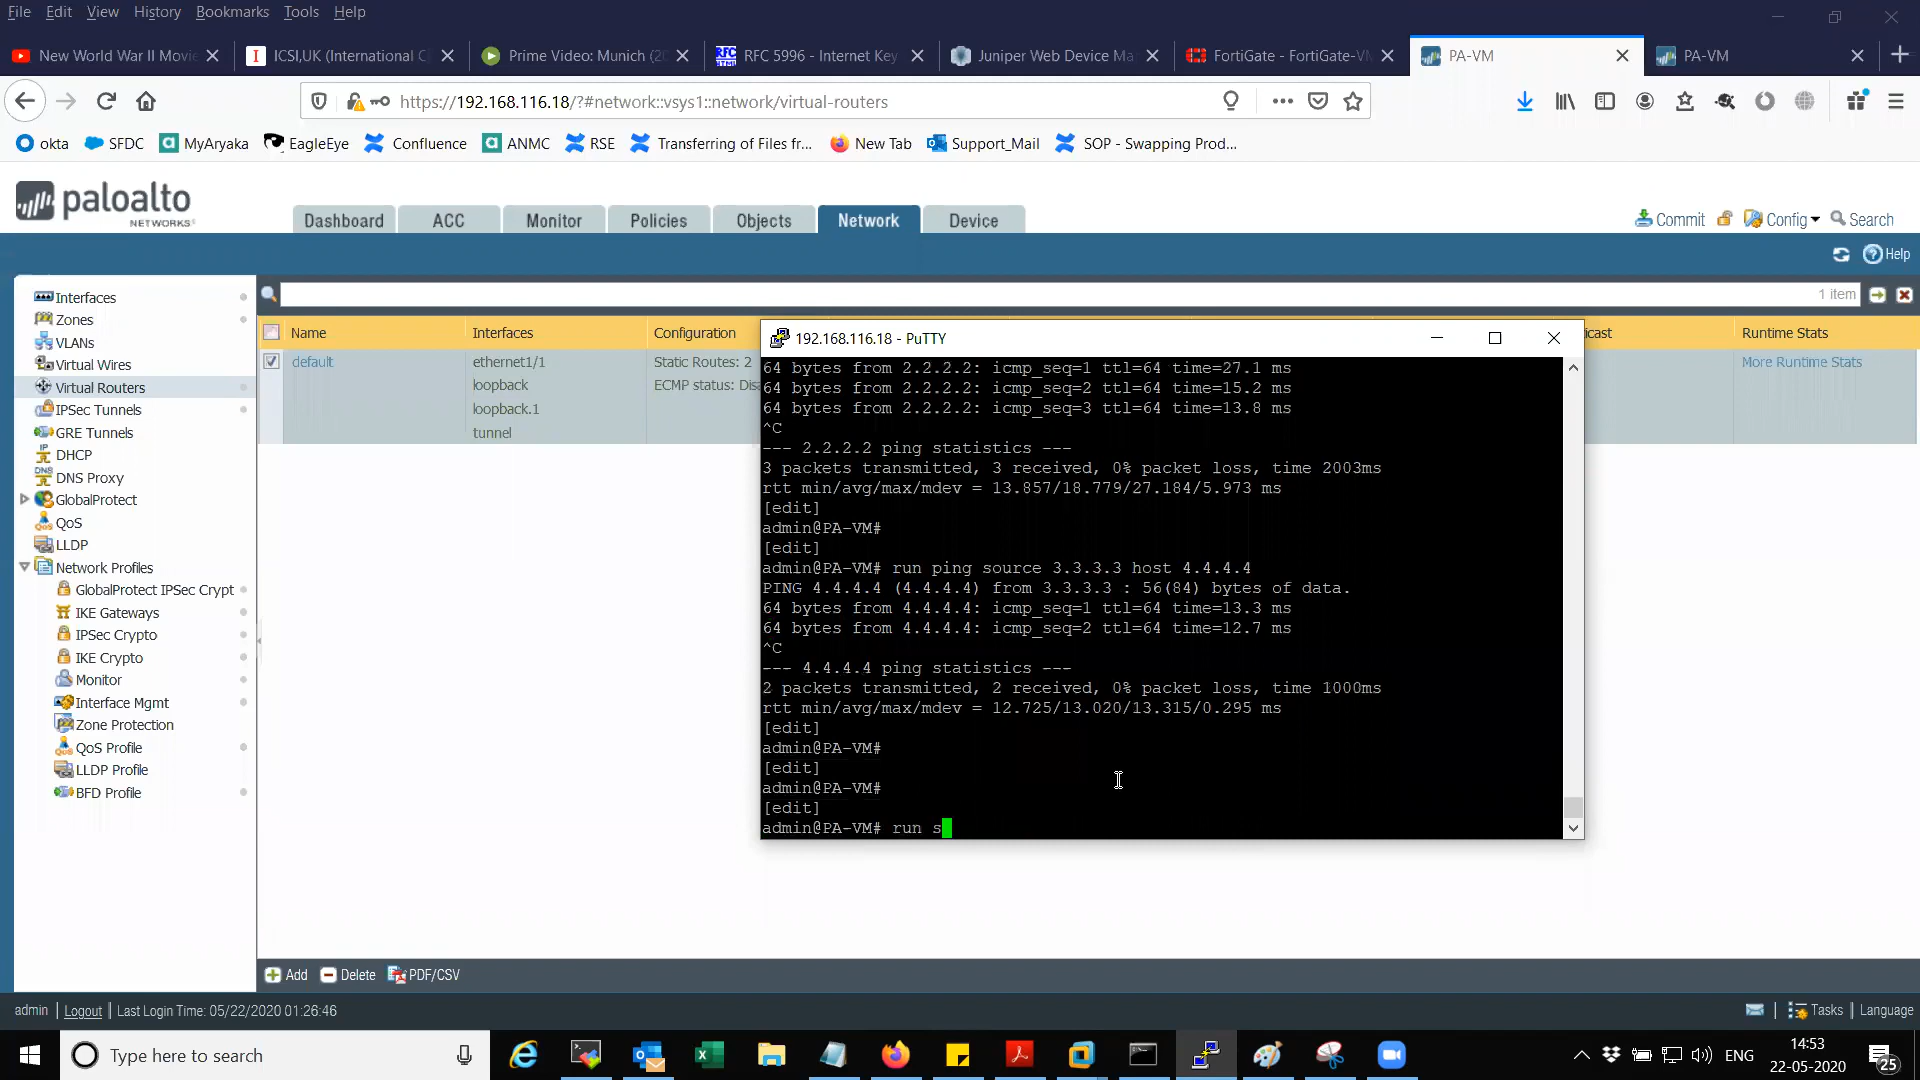 File Edit View History Bookmarks Tools Help
New World War II Movi
ICSI,UK (International C
Prime Video: Munich (20
RFC 5996 - Internet Key
Juniper Web Device Ma
FortiGate - FortiGate-VM
PA-VM
PA-VM
https://192.168.116.18/?#network::vsys1::network/virtual-routers
okta SFDC MyAryaka EagleEye Confluence ANMC RSE Transferring of Files fr... New Tab Support_Mail SOP - Swapping Prod...
paloalto
NETWORKS
Dashboard ACC Monitor Policies Objects Network Device
Commit Config Search
Help
Interfaces
Zones
VLANs
Virtual Wires
Virtual Routers
IPSec Tunnels
GRE Tunnels
DHCP
DNS Proxy
GlobalProtect
QoS
LLDP
Network Profiles
GlobalProtect IPSec Crypt
IKE Gateways
IPSec Crypto
IKE Crypto
Monitor
Interface Mgmt
Zone Protection
QoS Profile
LLDP Profile
BFD Profile
1 item
Name Interfaces Configuration icast Runtime Stats
default ethernet1/1 Static Routes: 2 More Runtime Stats
loopback ECMP status: Disa
loopback.1
tunnel
192.168.116.18 - PuTTY
64 bytes from 2.2.2.2: icmp_seq=1 ttl=64 time=27.1 ms
64 bytes from 2.2.2.2: icmp_seq=2 ttl=64 time=15.2 ms
64 bytes from 2.2.2.2: icmp_seq=3 ttl=64 time=13.8 ms
^C
--- 2.2.2.2 ping statistics ---
3 packets transmitted, 3 received, 0% packet loss, time 2003ms
rtt min/avg/max/mdev = 13.857/18.779/27.184/5.973 ms
[edit]
admin@PA-VM#
[edit]
admin@PA-VM# run ping source 3.3.3.3 host 4.4.4.4
PING 4.4.4.4 (4.4.4.4) from 3.3.3.3 : 56(84) bytes of data.
64 bytes from 4.4.4.4: icmp_seq=1 ttl=64 time=13.3 ms
64 bytes from 4.4.4.4: icmp_seq=2 ttl=64 time=12.7 ms
^C
--- 4.4.4.4 ping statistics ---
2 packets transmitted, 2 received, 0% packet loss, time 1000ms
rtt min/avg/max/mdev = 12.725/13.020/13.315/0.295 ms
[edit]
admin@PA-VM#
[edit]
admin@PA-VM#
[edit]
admin@PA-VM# run s
Add Delete PDF/CSV
admin | Logout | Last Login Time: 05/22/2020 01:26:46
Tasks | Language
Type here to search
ENG
14:53
22-05-2020
25